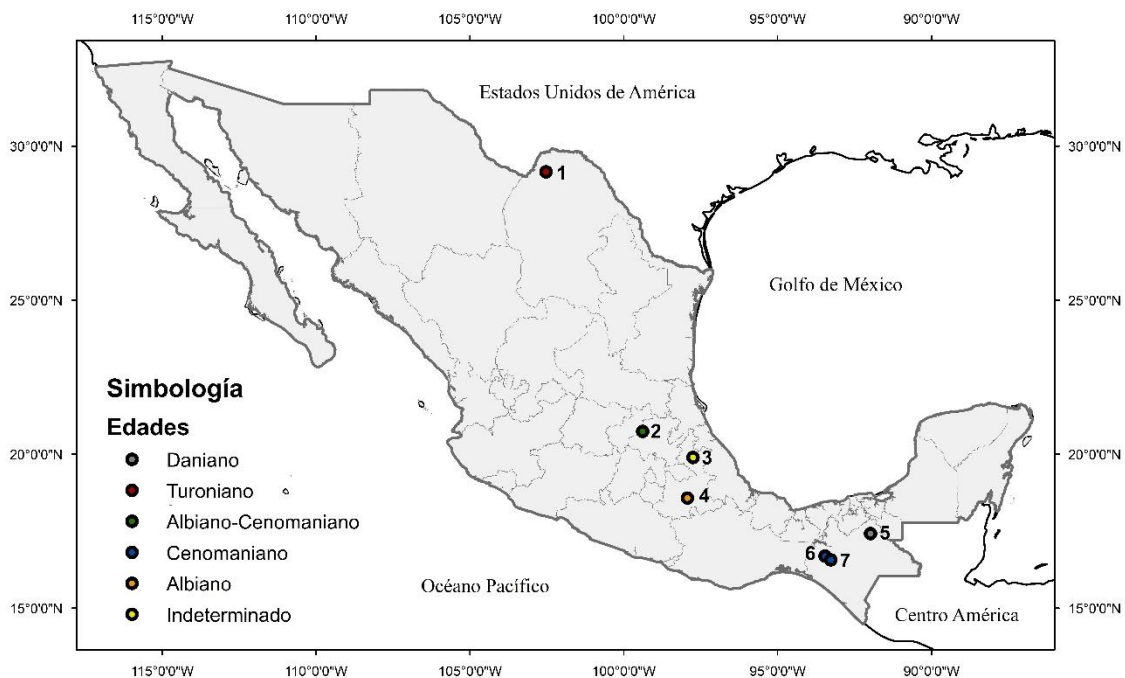 115°0'0"W 110°0'0"W 105°0'0"W 100°0'0"W 95°0'0"W 90°0'0"W
Estados Unidos de América
30°0'0"N 30°0'0"N
1
Golfo de México
25°0'0"N 25°0'0"N
Simbología
Edades
Daniano
Turoniano
Albiano-Cenomaniano
Cenomaniano
Albiano
Indeterminado
2
20°0'0"N 3 20°0'0"N
4
5
6 7
Océano Pacífico
15°0'0"N Centro América 15°0'0"N
115°0'0"W 110°0'0"W 105°0'0"W 100°0'0"W 95°0'0"W 90°0'0"W